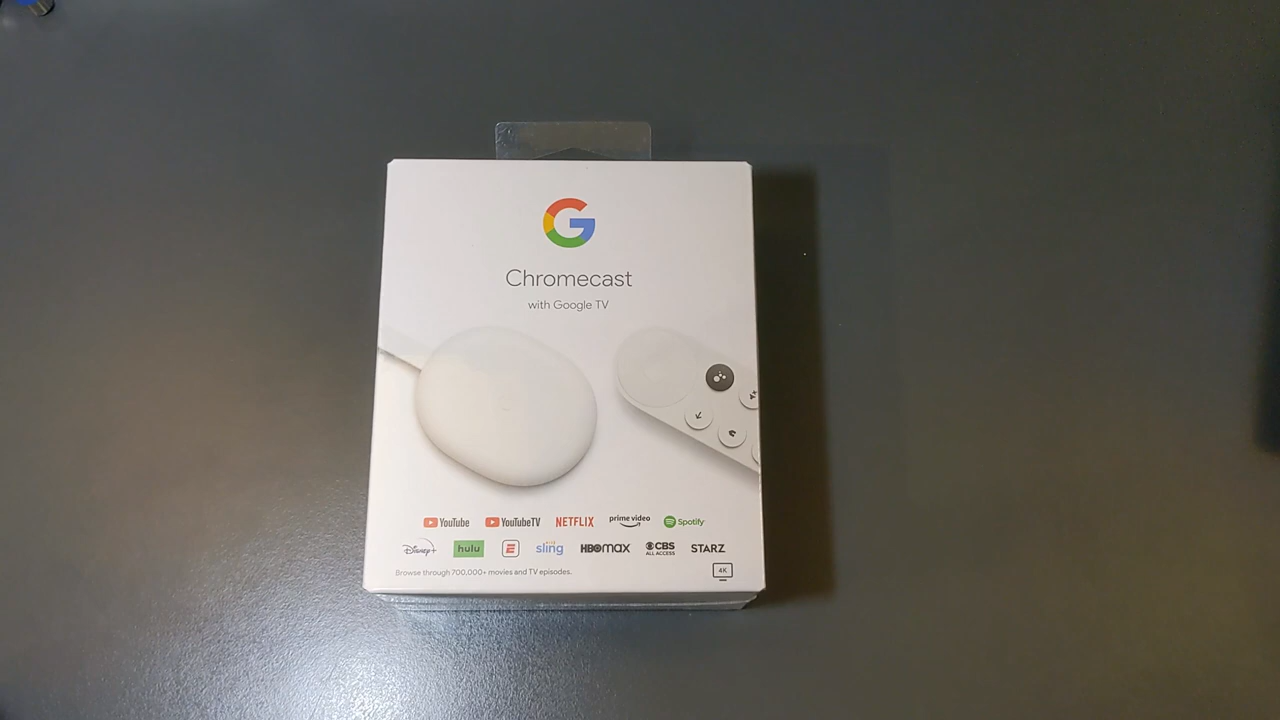 G
Chromecast
with Google TV
YouTube YouTubeTV NETFLIX prime video Spotify
Disney+ hulu E sling HBOMAX CBS ALL ACCESS STARZ
Browse through 700,000+ movies and TV episodes. 4K